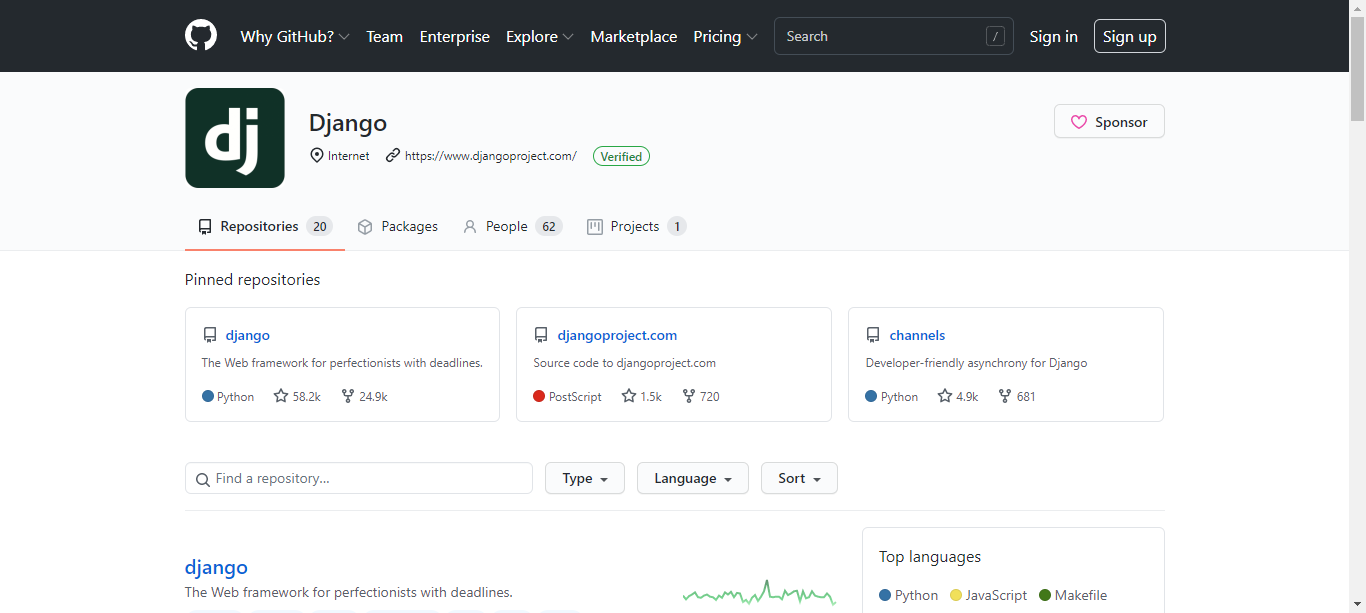 Why GitHub? Team Enterprise Explore Marketplace Pricing Search / Sign in Sign up
dj
Django
Sponsor
Internet https://www.djangoproject.com/ Verified
Repositories 20 Packages People 62 Projects 1
Pinned repositories
django
The Web framework for perfectionists with deadlines.
Python 58.2k 24.9k
djangoproject.com
Source code to djangoproject.com
PostScript 1.5k 720
channels
Developer-friendly asynchrony for Django
Python 4.9k 681
Find a repository... Type Language Sort
django
The Web framework for perfectionists with deadlines.
Top languages
Python JavaScript Makefile